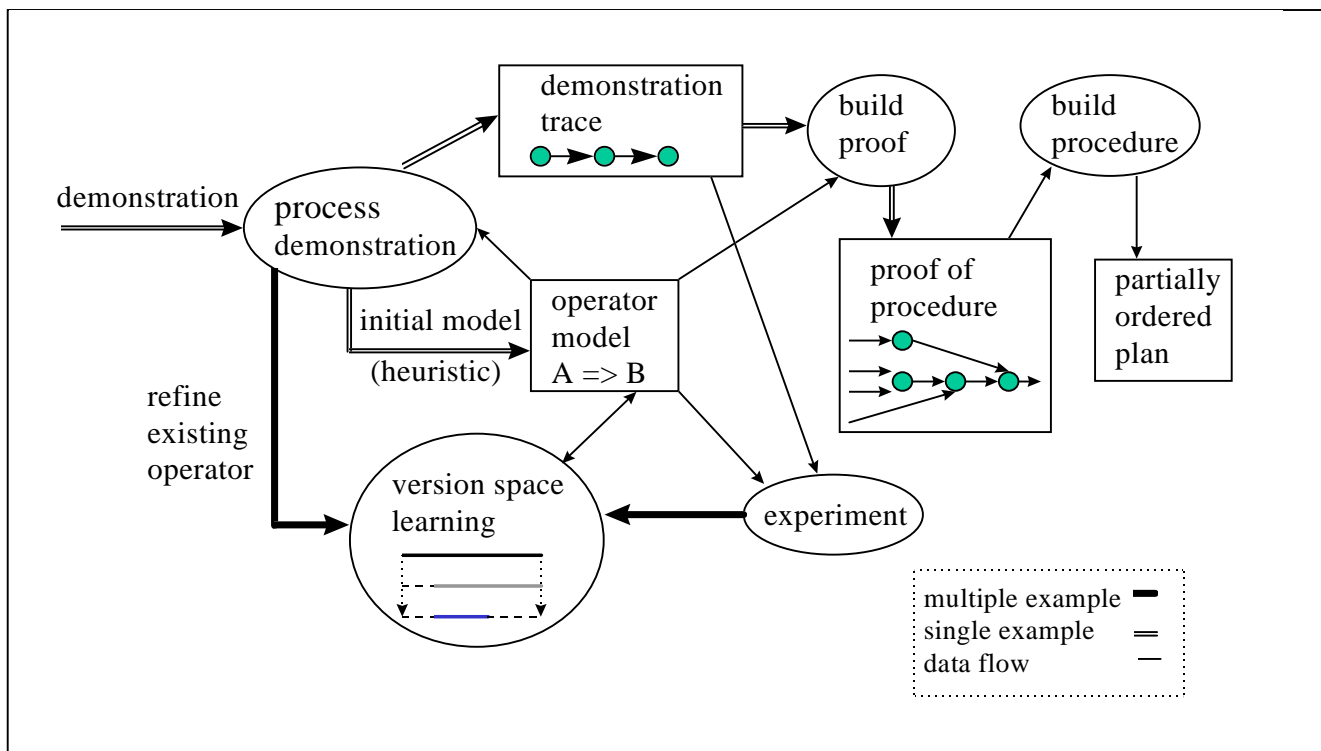 demonstration
trace
build
proof
build
procedure
demonstration
process
demonstration
proof of
procedure
partially
ordered
plan
initial model
(heuristic)
operator
model
A => B
refine
existing
operator
version space
learning
experiment
multiple example
single example
data flow